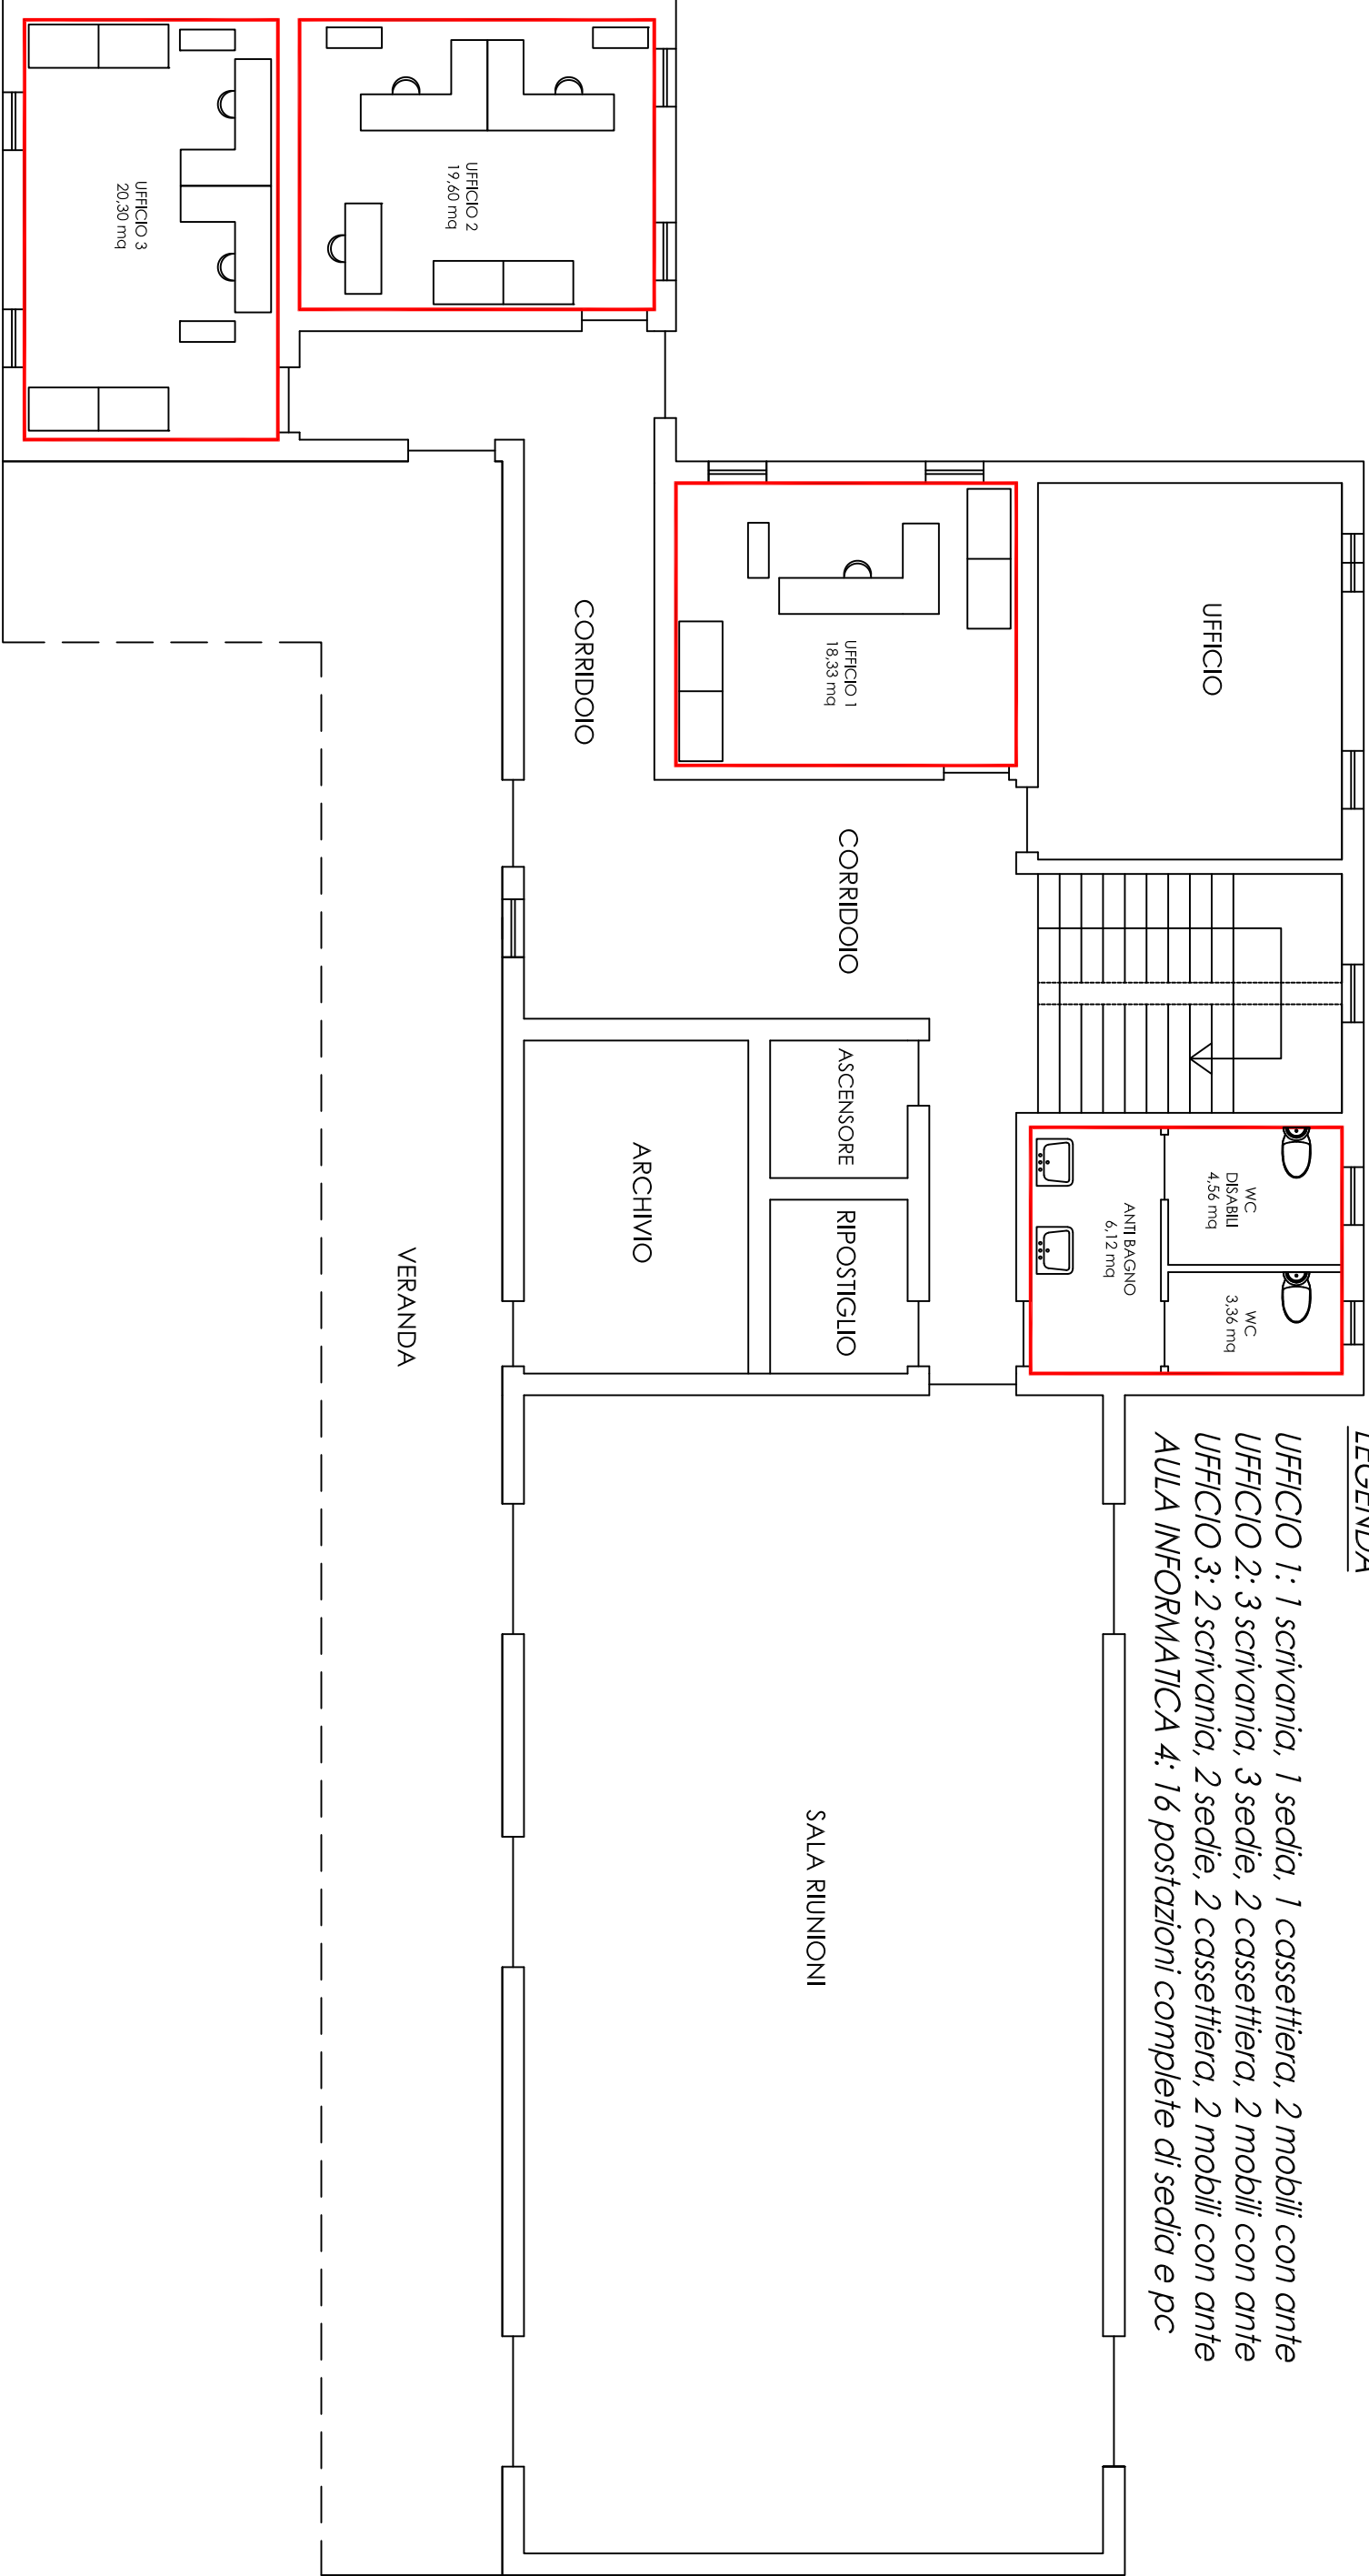 LEGENDA
UFFICIO 1: 1 scrivania, 1 sedia, 1 cassettiera, 2 mobili con ante
UFFICIO 2: 3 scrivania, 3 sedie, 2 cassettiera, 2 mobili con ante
UFFICIO 3: 2 scrivania, 2 sedie, 2 cassettiera, 2 mobili con ante
AULA INFORMATICA 4: 16 postazioni complete di sedia e pc
UFFICIO
WC
DISABILI
4,56 mq
WC
3,36 mq
ANTI BAGNO
6,12 mq
UFFICIO 1
18,33 mq
CORRIDOIO
ASCENSORE
RIPOSTIGLIO
SALA RIUNIONI
ARCHIVIO
CORRIDOIO
UFFICIO 2
19,60 mq
VERANDA
UFFICIO 3
20,30 mq